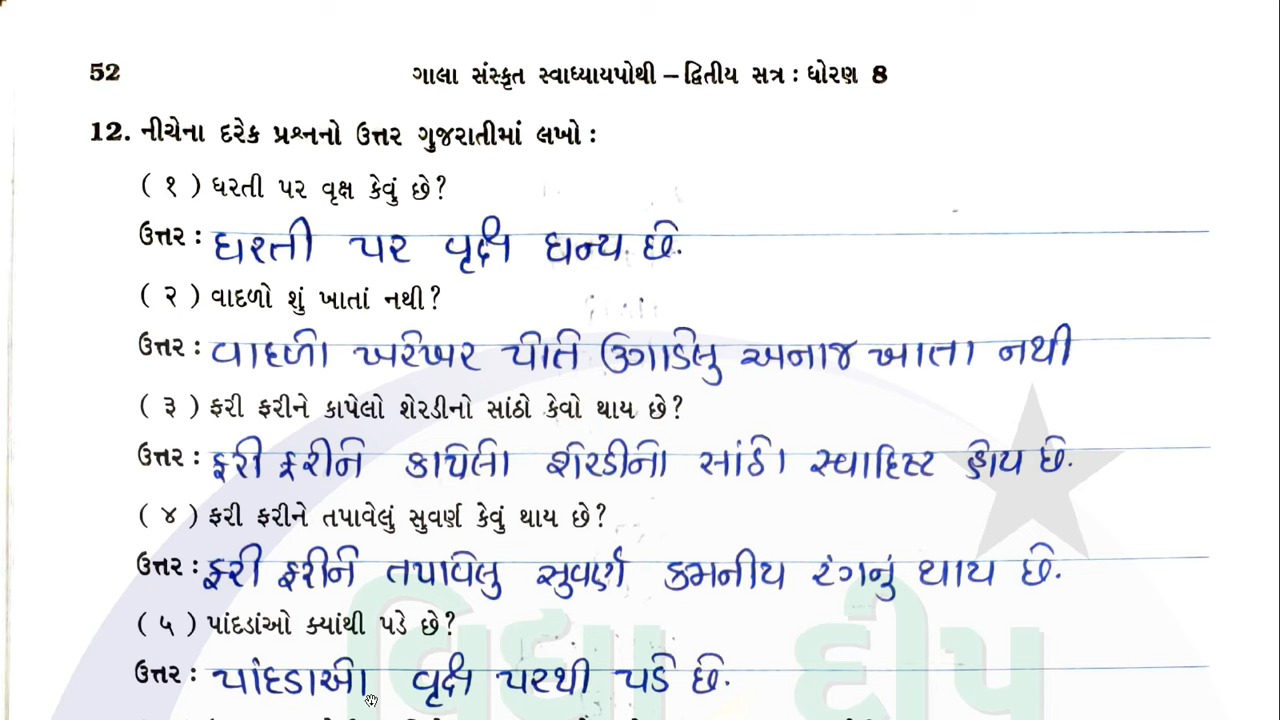 52 ગાલા સંસ્કૃત સ્વાધ્યાયપોથી – દ્વિતીય સત્ર : ધોરણ 8
12. નીચેના દરેક પ્રશ્નનો ઉત્તર ગુજરાતીમાં લખો :
( ૧ ) ધરતી પર વૃક્ષ કેવું છે?
ઉત્તર : ધરતી પર વૃક્ષ ધન્ય છે.
( ૨ ) વાદળો શું ખાતાં નથી?
ઉત્તર : વાદળો ખરેખર પોતે ઉગાડેલુ અનાજ ખાતા નથી
( ૩ ) ફરી ફરીને કાપેલો શેરડીનો સાંઠો કેવો થાય છે?
ઉત્તર : ફરી ફરીને કાપેલો શેરડીનો સાંઠો સ્વાદિષ્ટ હોય છે.
( ૪ ) ફરી ફરીને તપાવેલું સુવર્ણ કેવું થાય છે?
ઉત્તર : ફરી ફરીને તપાવેલુ સુવર્ણ કમનીય રંગનું થાય છે.
( ૫ ) પાંદડાંઓ ક્યાંથી પડે છે?
ઉત્તર : પાંદડાઓ વૃક્ષ પરથી પડે છે.
વિદ્યા દીપ